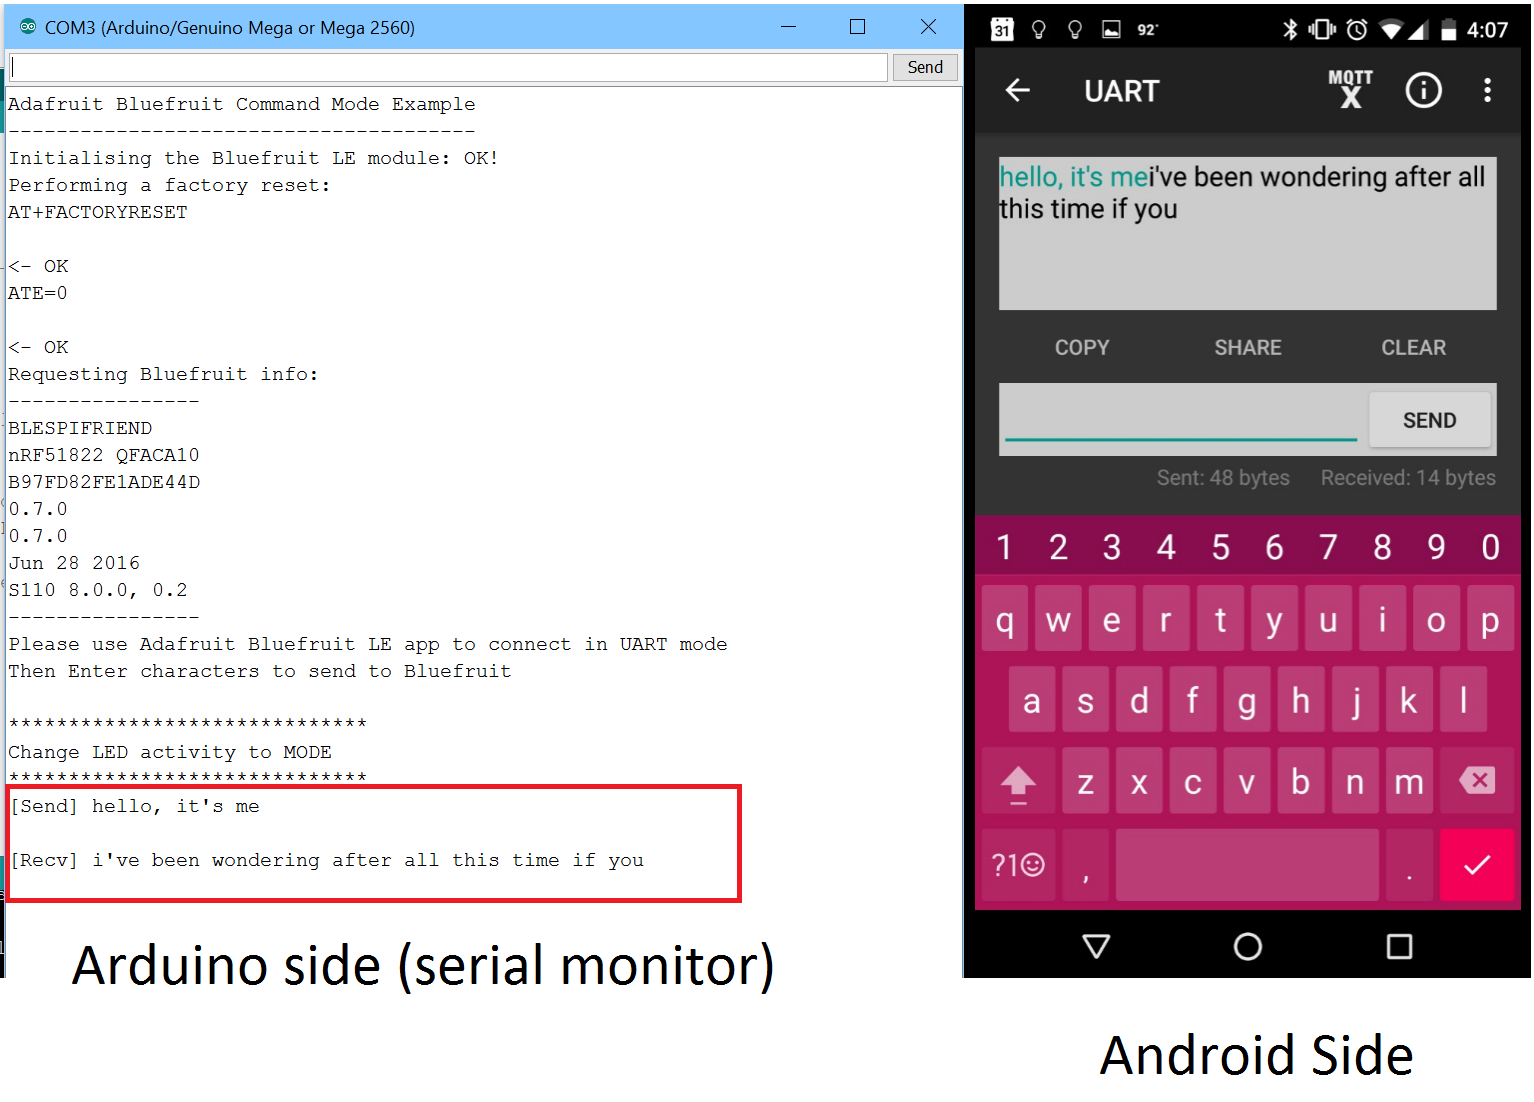 COM3 (Arduino/Genuino Mega or Mega 2560)
Send
Adafruit Bluefruit Command Mode Example
---------------------------------------
Initialising the Bluefruit LE module: OK!
Performing a factory reset:
AT+FACTORYRESET
<- OK
ATE=0
<- OK
Requesting Bluefruit info:
----------------
BLESPIFRIEND
nRF51822 QFACA10
B97FD82FE1ADE44D
0.7.0
0.7.0
Jun 28 2016
S110 8.0.0, 0.2
----------------
Please use Adafruit Bluefruit LE app to connect in UART mode
Then Enter characters to send to Bluefruit
******************************
Change LED activity to MODE
******************************
[Send] hello, it's me
[Recv] i've been wondering after all this time if you
Arduino side (serial monitor)
31 92° 4:07
UART MQTT
X
hello, it's mei've been wondering after all
this time if you
COPY SHARE CLEAR
SEND
Sent: 48 bytes Received: 14 bytes
1 2 3 4 5 6 7 8 9 0
q w e r t y u i o p
a s d f g h j k l
z x c v b n m
?1☺ , .
Android Side